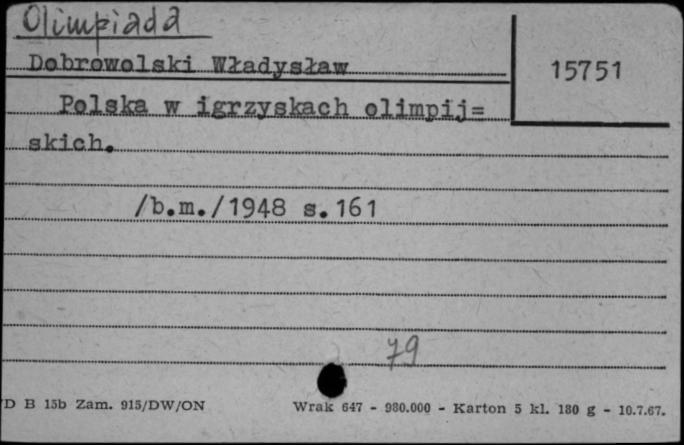 Olimpiada
Dobrowolski Władysław
15751
Polska w igrzyskach olimpij=
skich.
/b.m./1948 s.161
79
D B 15b Zam. 915/DW/ON
Wrak 647 - 980.000 - Karton 5 kl. 180 g - 10.7.67.